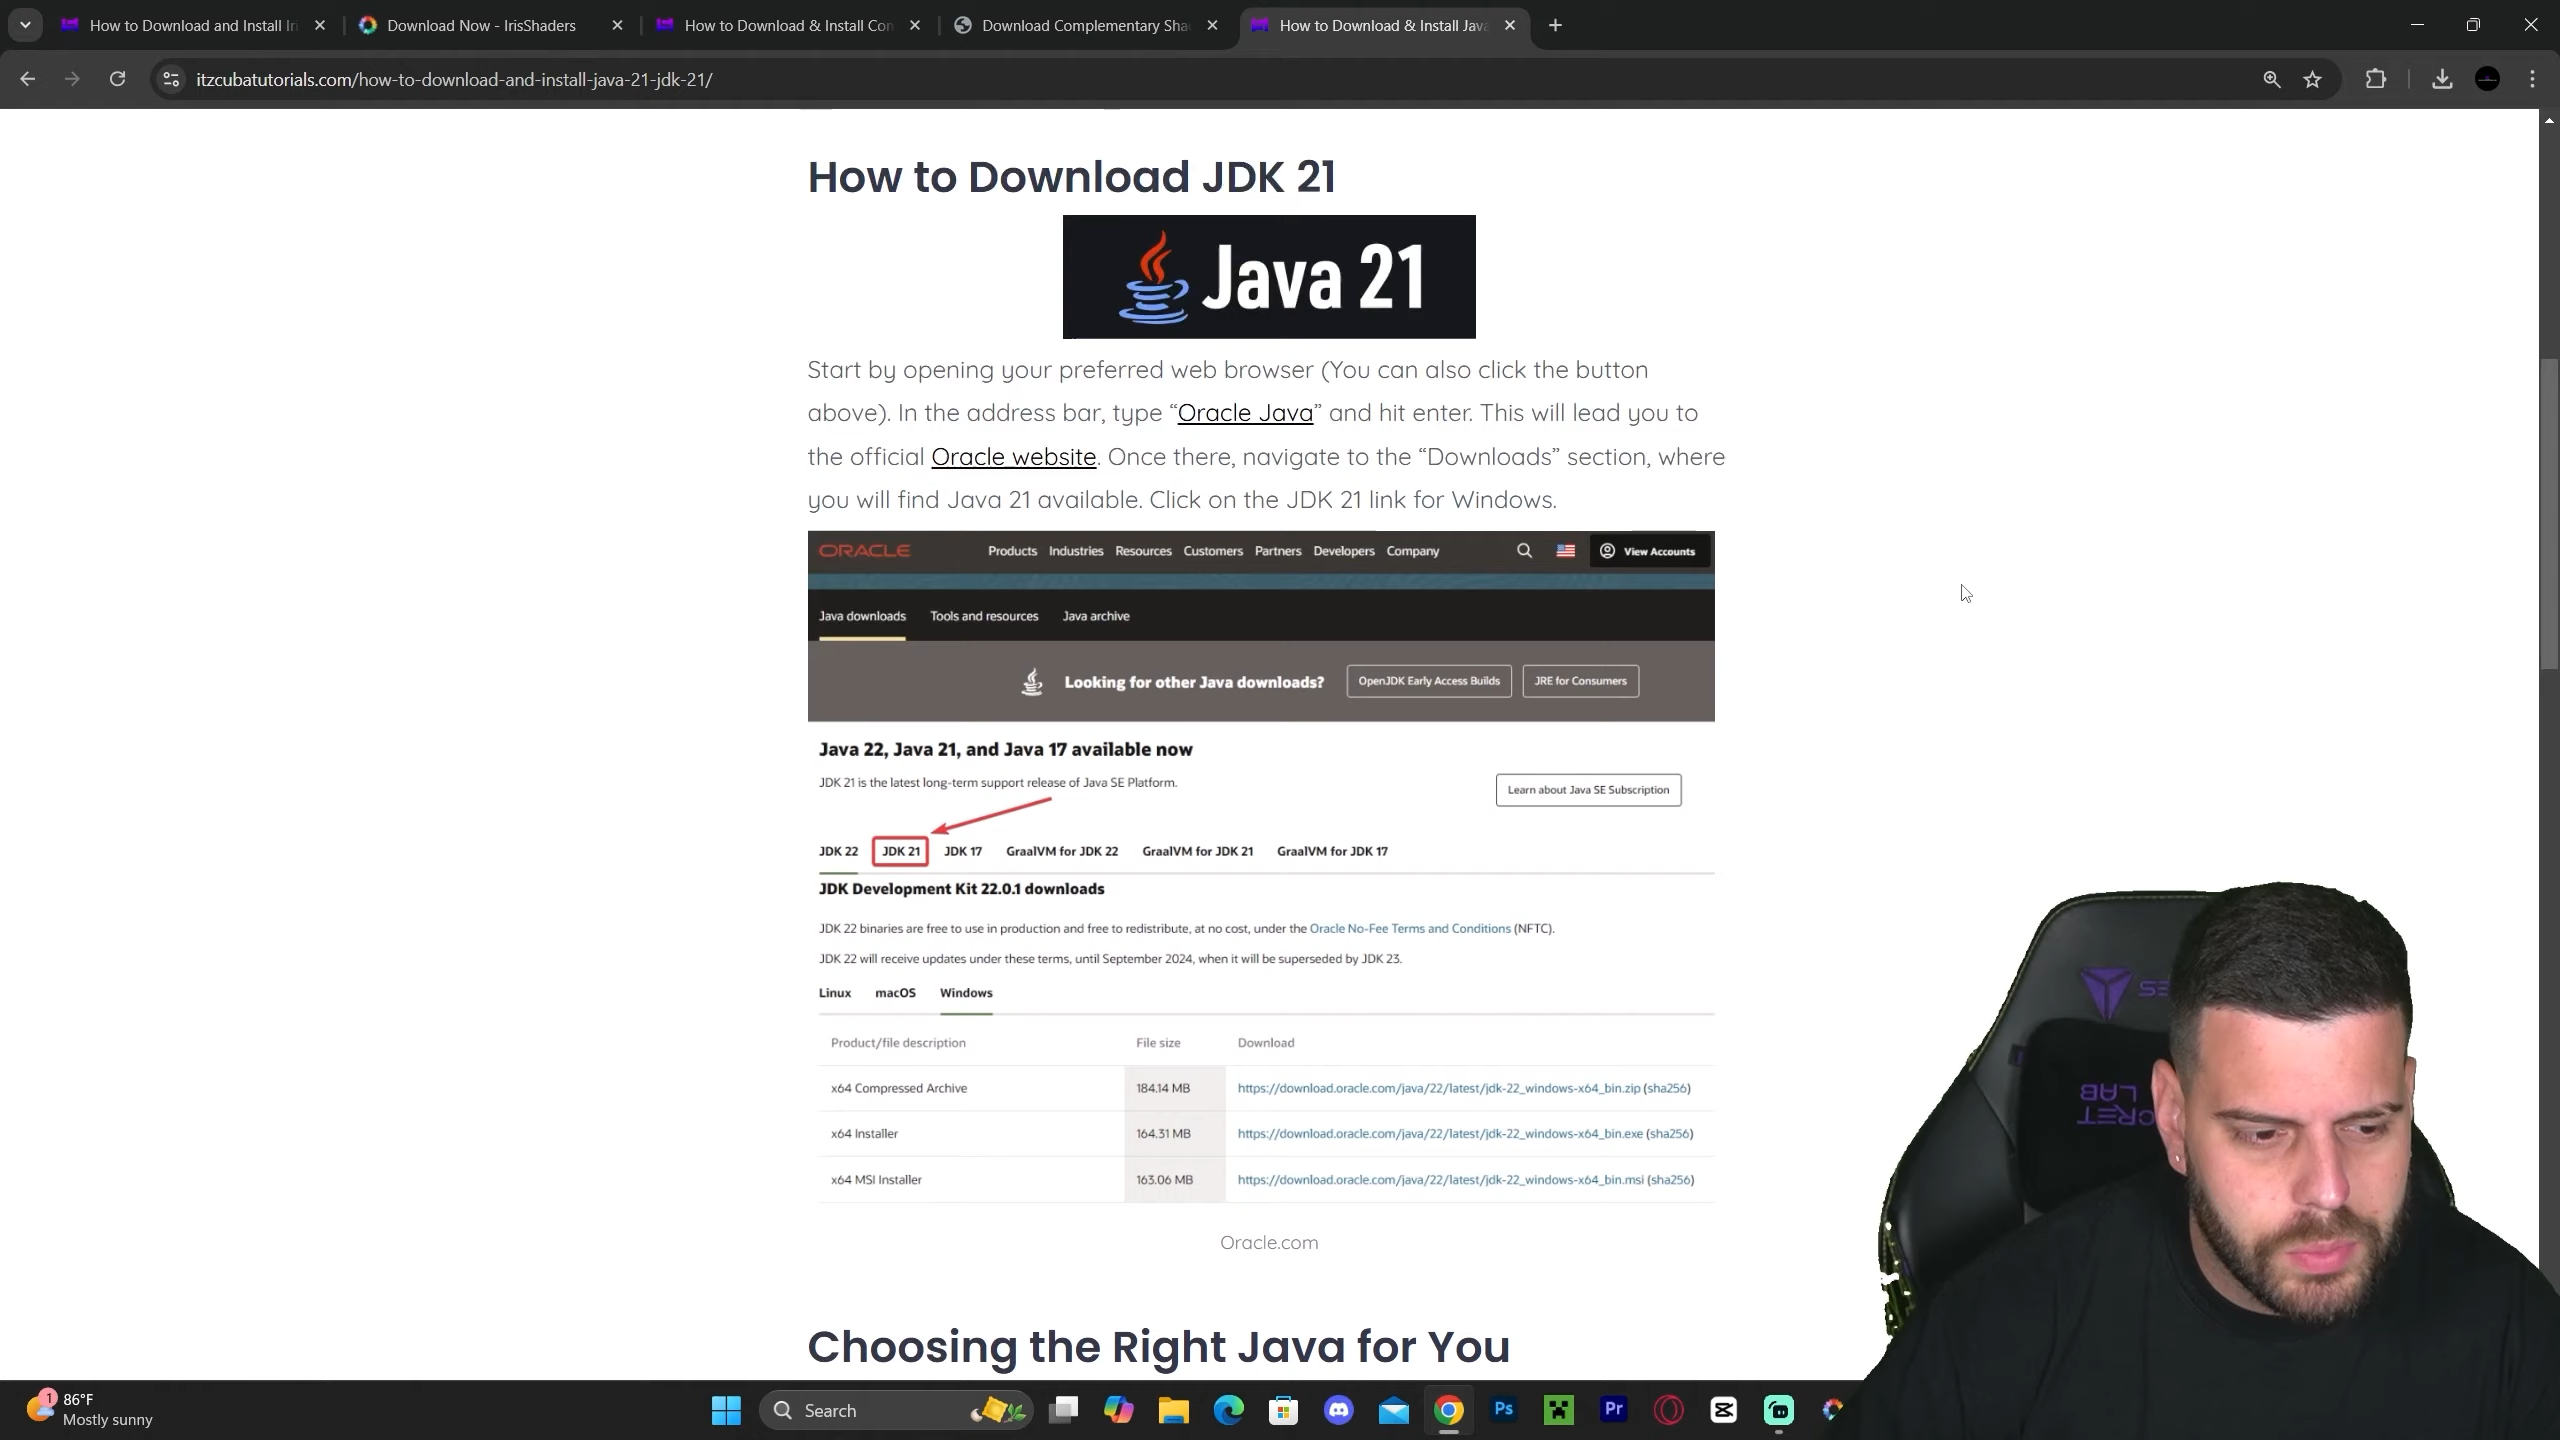 How to Download and Install Iri
Download Now - IrisShaders
How to Download & Install Con
Download Complementary Sha
How to Download & Install Java
itzcubatutorials.com/how-to-download-and-install-java-21-jdk-21/
How to Download JDK 21
Java 21
Start by opening your preferred web browser (You can also click the button
above). In the address bar, type “Oracle Java” and hit enter. This will lead you to
the official Oracle website. Once there, navigate to the “Downloads” section, where
you will find Java 21 available. Click on the JDK 21 link for Windows.
ORACLE Products Industries Resources Customers Partners Developers Company View Accounts
Java downloads Tools and resources Java archive
Looking for other Java downloads? OpenJDK Early Access Builds JRE for Consumers
Java 22, Java 21, and Java 17 available now
JDK 21 is the latest long-term support release of Java SE Platform.
Learn about Java SE Subscription
JDK 22 JDK 21 JDK 17 GraalVM for JDK 22 GraalVM for JDK 21 GraalVM for JDK 17
JDK Development Kit 22.0.1 downloads
JDK 22 binaries are free to use in production and free to redistribute, at no cost, under the Oracle No-Fee Terms and Conditions (NFTC).
JDK 22 will receive updates under these terms, until September 2024, when it will be superseded by JDK 23.
Linux macOS Windows
Product/file description File size Download
x64 Compressed Archive 184.14 MB https://download.oracle.com/java/22/latest/jdk-22_windows-x64_bin.zip (sha256)
x64 Installer 164.31 MB https://download.oracle.com/java/22/latest/jdk-22_windows-x64_bin.exe (sha256)
x64 MSI Installer 163.06 MB https://download.oracle.com/java/22/latest/jdk-22_windows-x64_bin.msi (sha256)
Oracle.com
Choosing the Right Java for You
1
86°F
Mostly sunny
Search
Ps
Pr